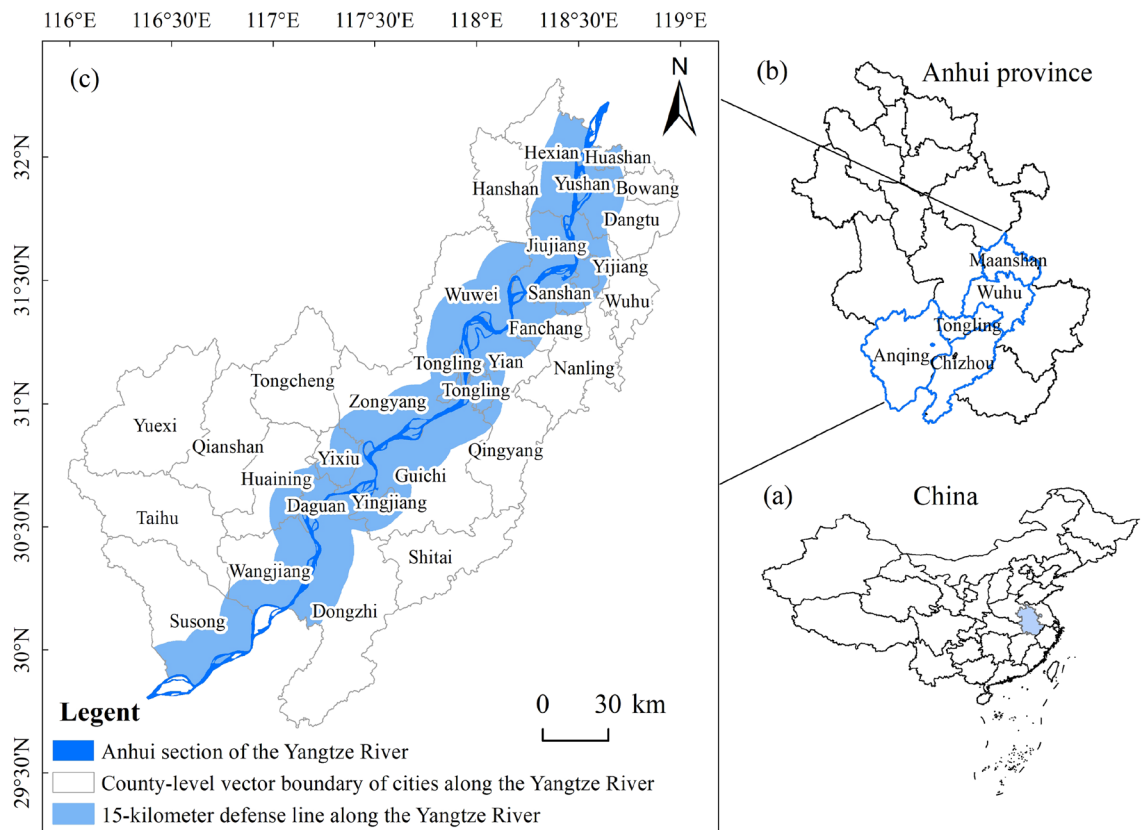 116°E 116°30'E 117°E 117°30'E 118°E 118°30'E 119°E
(c)
N
32°N
31°30'N
31°N
30°30'N
30°N
29°30'N
Hexian
Huashan
Hanshan
Yushan
Bowang
Dangtu
Jiujiang
Yijiang
Wuwei
Sanshan
Wuhu
Fanchang
Tongling
Yian
Nanling
Tongcheng
Tongling
Zongyang
Yuexi
Qianshan
Qingyang
Yixiu
Huaining
Guichi
Daguan
Yingjiang
Taihu
Shitai
Wangjiang
Dongzhi
Susong
0 30 km
Legent
Anhui section of the Yangtze River
County-level vector boundary of cities along the Yangtze River
15-kilometer defense line along the Yangtze River
(b)
Anhui province
Maanshan
Wuhu
Tongling
Anqing
Chizhou
(a)
China